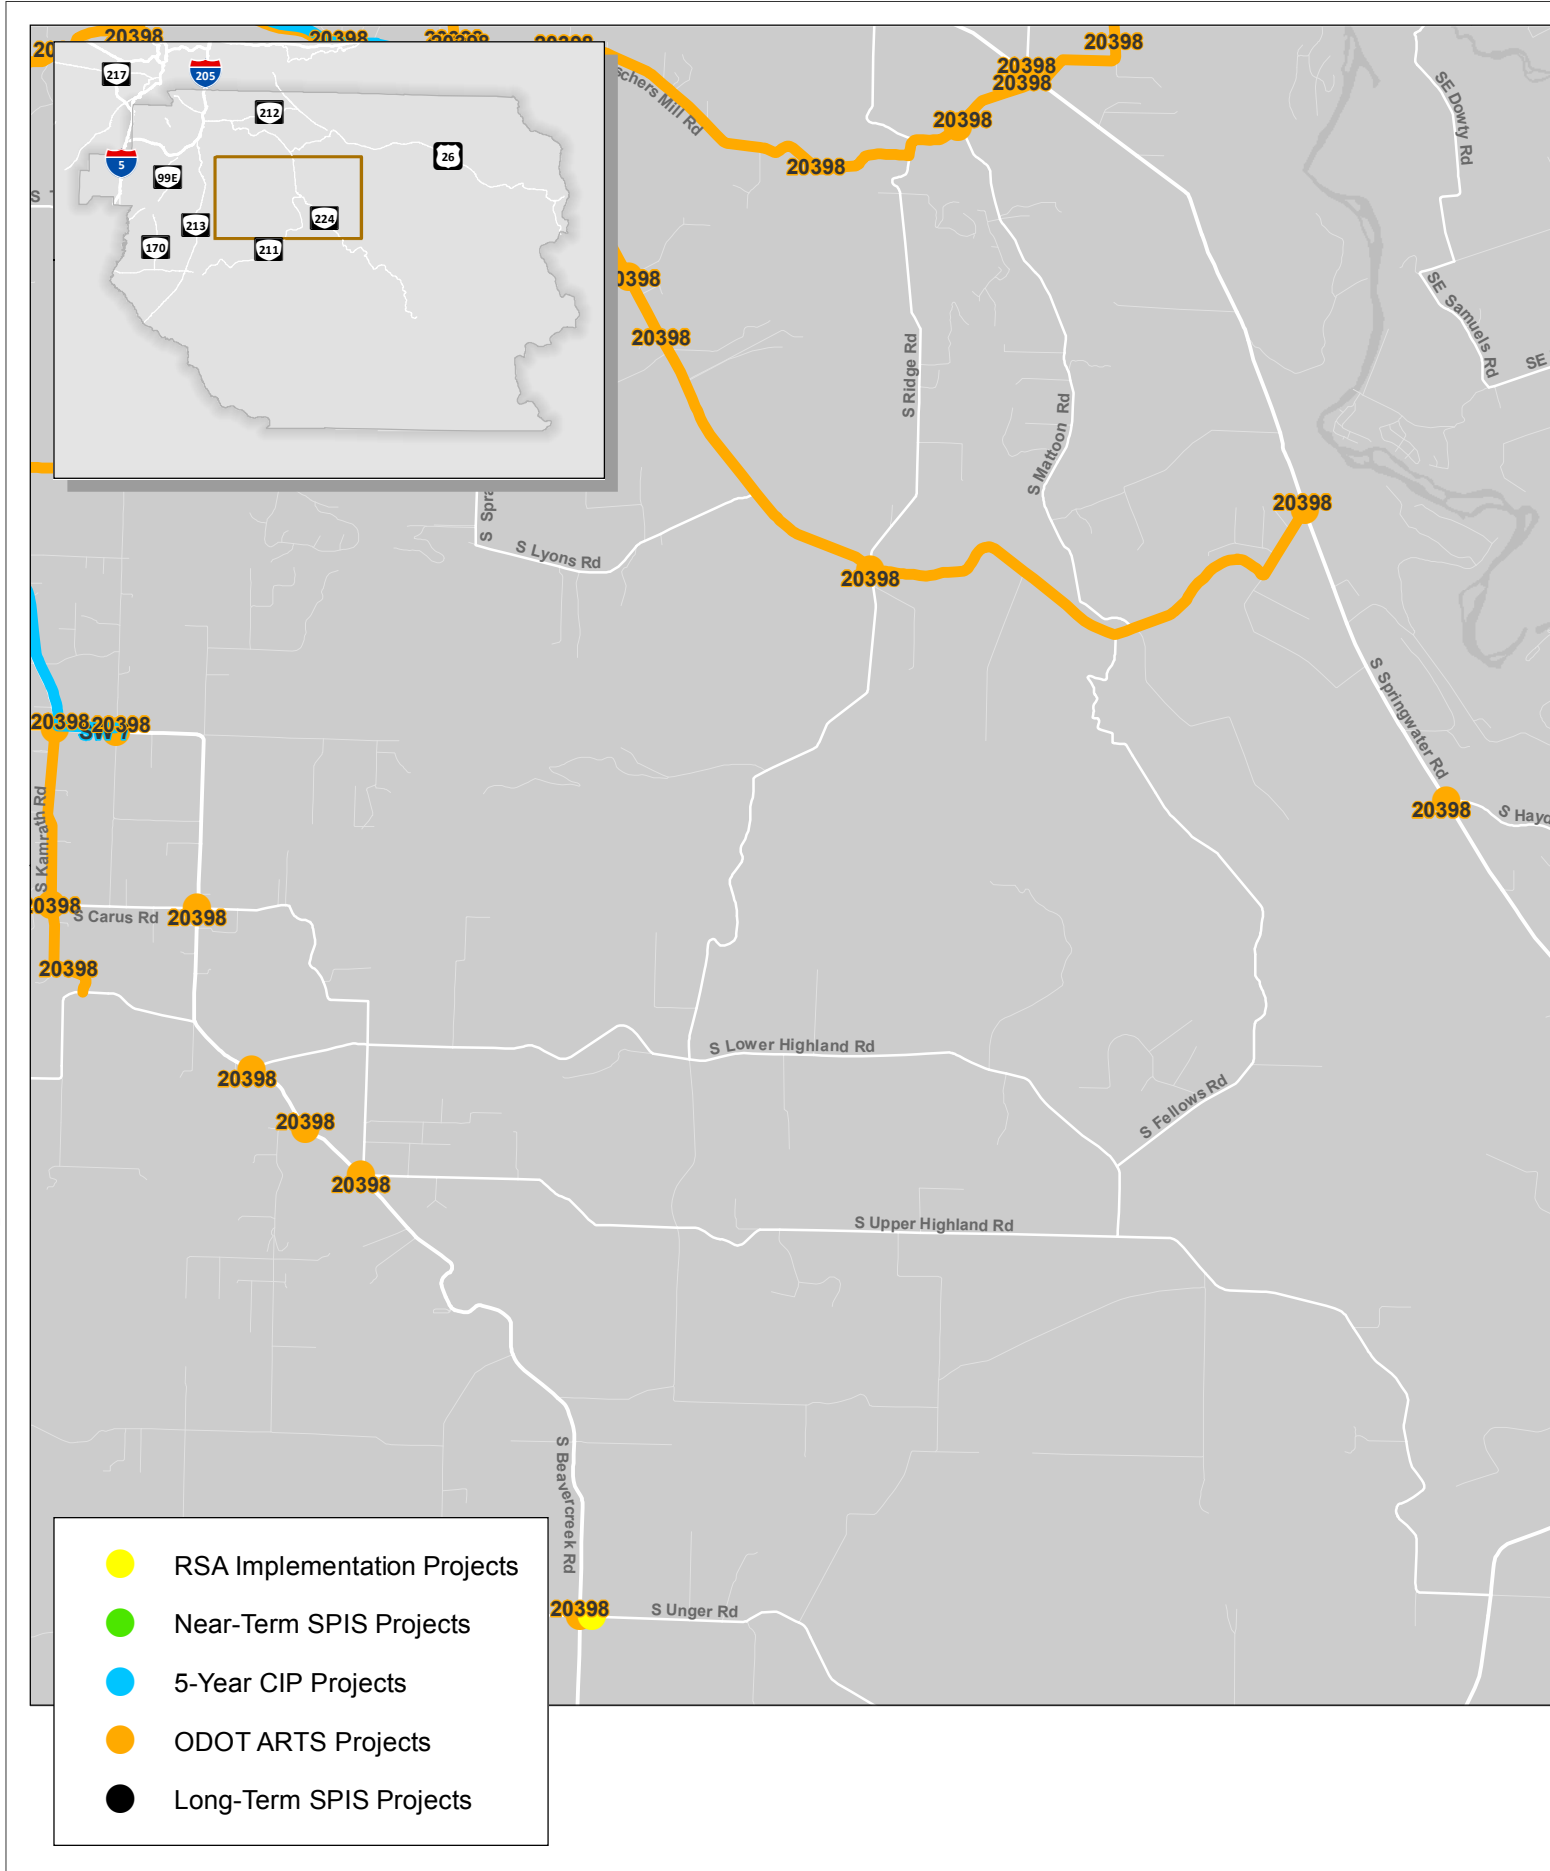 20398
20398
20398
20398
20398
20398
20398
217
205
212
26
5
99E
213
224
170
211
S
20398
20398
20398
SE Dowty Rd
SE Samuels Rd
SE
S Ridge Rd
S Mattoon Rd
S Lyons Rd
20398
20398
20398
20398
S Kamrath Rd
S Springwater Rd
20398
S Carus Rd
20398
20398
20398
S Lower Highland Rd
20398
20398
S Fellows Rd
20398
S Upper Highland Rd
S Beavercreek Rd
20398
S Unger Rd
RSA Implementation Projects
Near-Term SPIS Projects
5-Year CIP Projects
ODOT ARTS Projects
Long-Term SPIS Projects